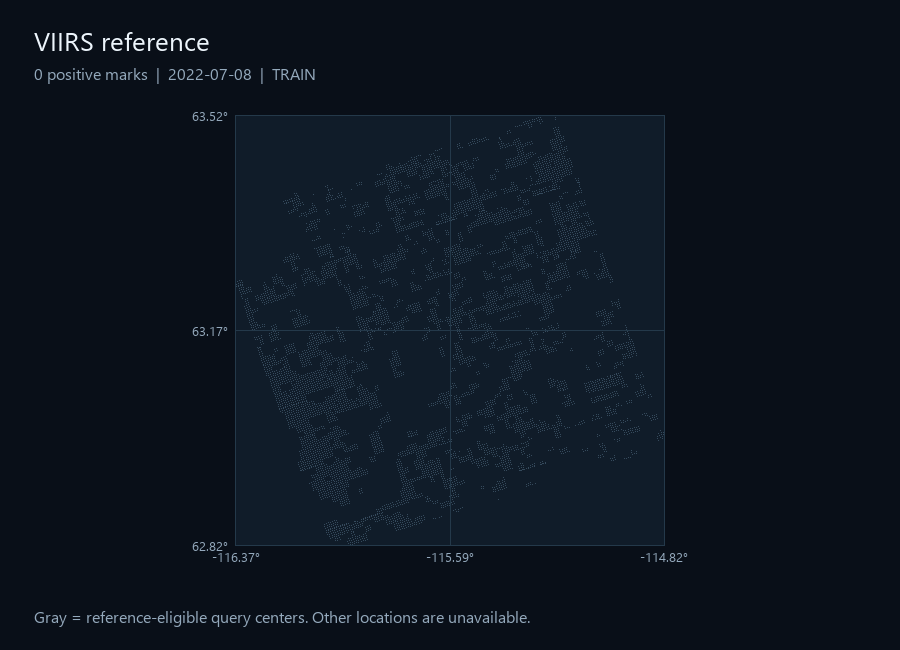 VIIRS reference
0 positive marks | 2022-07-08 | TRAIN
63.52°
63.17°
62.82°
-116.37°
-115.59°
-114.82°
Gray = reference-eligible query centers. Other locations are unavailable.